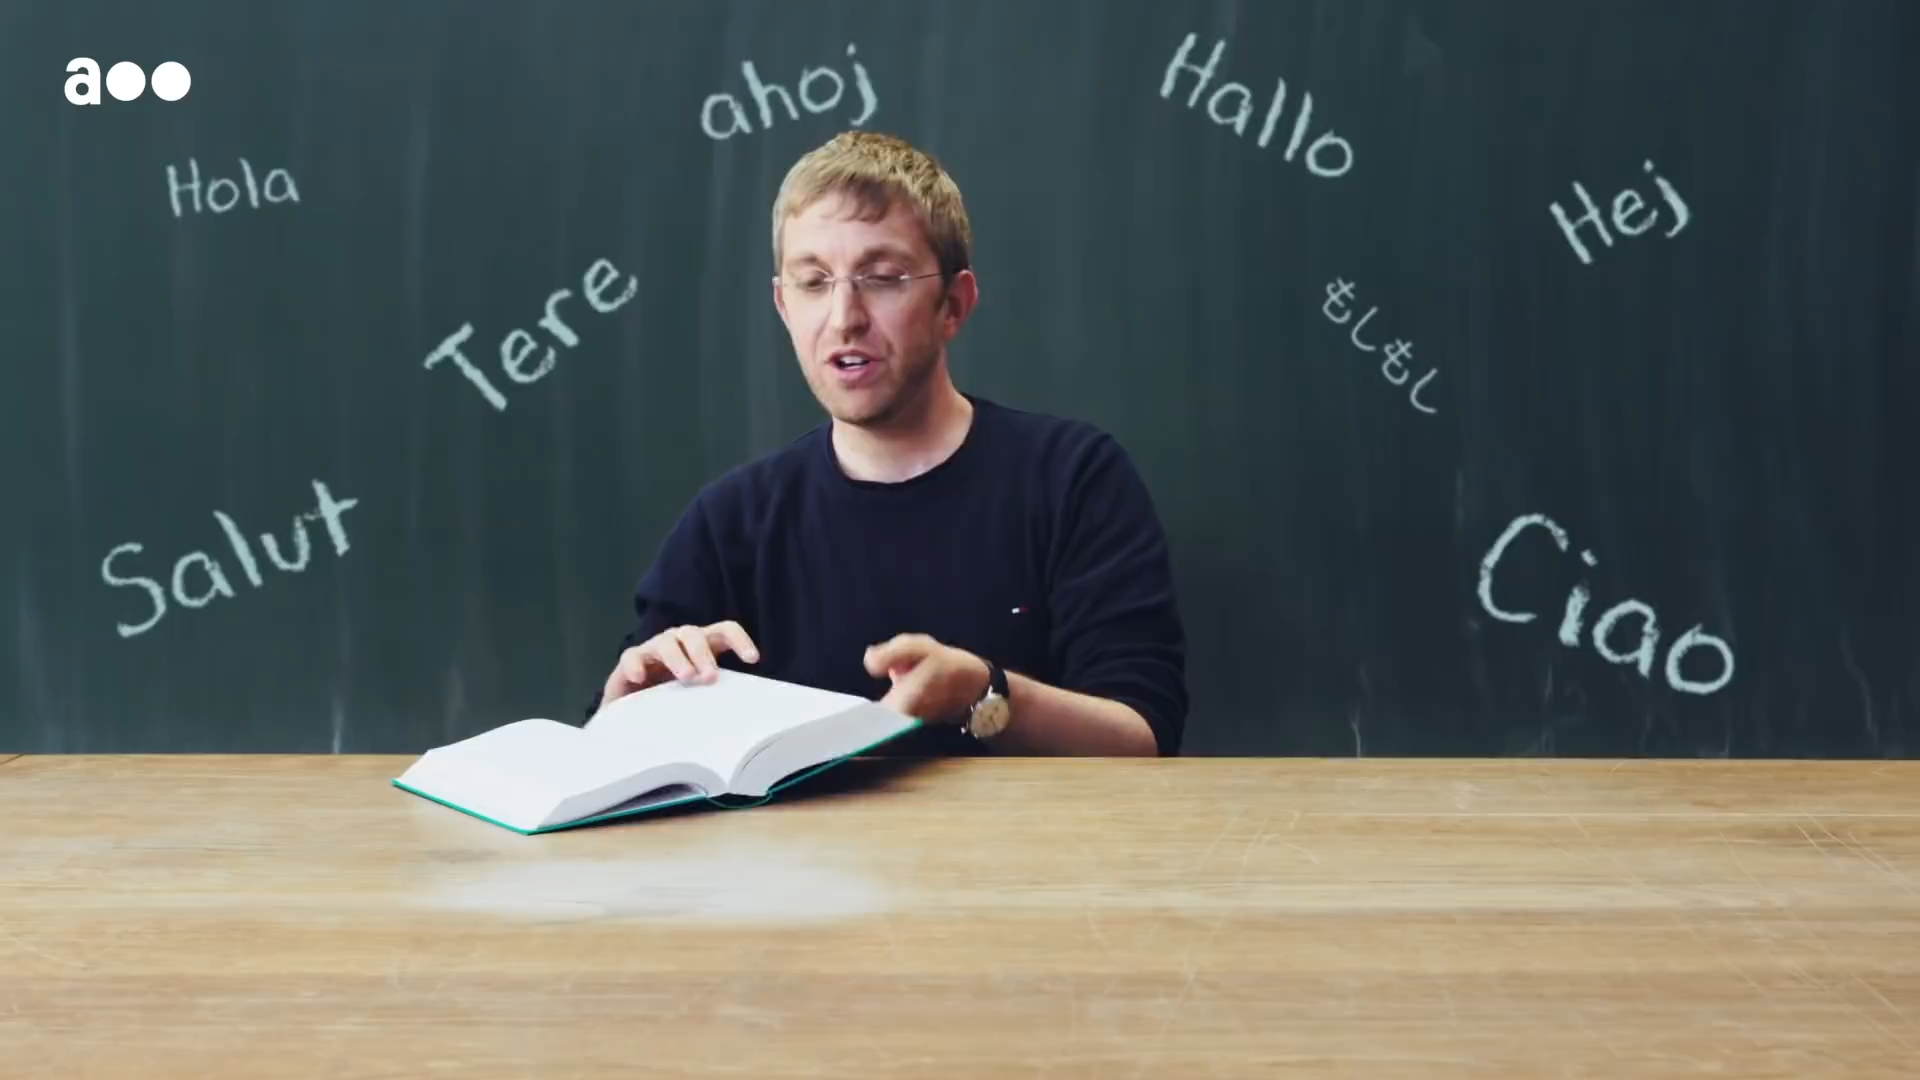 aoo
ahoj
Hallo
Hola
Hej
Tere
もしもし
Salut
Ciao